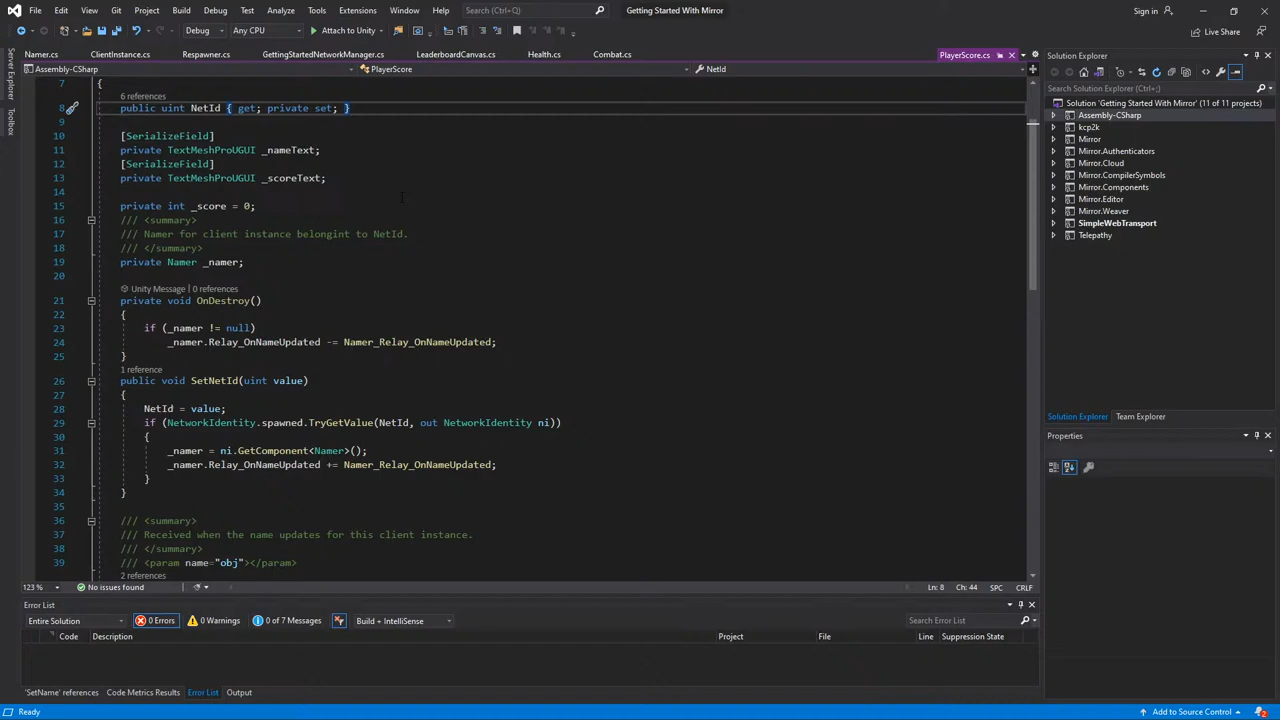 File Edit View Git Project Build Debug Test Analyze Tools Extensions Window Help Search (Ctrl+Q) Getting Started With Mirror Sign in
Debug Any CPU Attach to Unity Live Share
Namer.cs ClientInstance.cs Respawner.cs GettingStartedNetworkManager.cs LeaderboardCanvas.cs Health.cs Combat.cs PlayerScore.cs
Assembly-CSharp PlayerScore NetId
Server Explorer
Toolbox
7 {
6 references
8 public uint NetId { get; private set; }
9
10 [SerializeField]
11 private TextMeshProUGUI _nameText;
12 [SerializeField]
13 private TextMeshProUGUI _scoreText;
14
15 private int _score = 0;
16 /// <summary>
17 /// Namer for client instance belongint to NetId.
18 /// </summary>
19 private Namer _namer;
20
Unity Message | 0 references
21 private void OnDestroy()
22 {
23 if (_namer != null)
24 _namer.Relay_OnNameUpdated -= Namer_Relay_OnNameUpdated;
25 }
1 reference
26 public void SetNetId(uint value)
27 {
28 NetId = value;
29 if (NetworkIdentity.spawned.TryGetValue(NetId, out NetworkIdentity ni))
30 {
31 _namer = ni.GetComponent<Namer>();
32 _namer.Relay_OnNameUpdated += Namer_Relay_OnNameUpdated;
33 }
34 }
35
36 /// <summary>
37 /// Received when the name updates for this client instance.
38 /// </summary>
39 /// <param name="obj"></param>
2 references
123 % No issues found Ln: 8 Ch: 44 SPC CRLF
Error List
Entire Solution 0 Errors 0 Warnings 0 of 7 Messages Build + IntelliSense Search Error List
Code Description Project File Line Suppression State
'SetName' references Code Metrics Results Error List Output
Ready Add to Source Control 2
Solution Explorer
Search Solution Explorer (Ctrl+;)
Solution 'Getting Started With Mirror' (11 of 11 projects)
Assembly-CSharp
kcp2k
Mirror
Mirror.Authenticators
Mirror.Cloud
Mirror.CompilerSymbols
Mirror.Components
Mirror.Editor
Mirror.Weaver
SimpleWebTransport
Telepathy
Solution Explorer Team Explorer
Properties